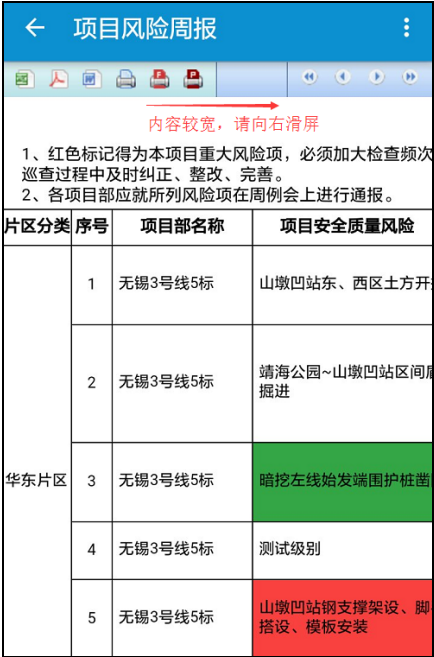 项目风险周报
内容较宽，请向右滑屏
1、红色标记得为本项目重大风险项，必须加大检查频次
巡查过程中及时纠正、整改、完善。
2、各项目部应就所列风险项在周例会上进行通报。
片区分类 序号 项目部名称 项目安全质量风险
1 无锡3号线5标 山墩凹站东、西区土方开
华东片区
2 无锡3号线5标 靖海公园~山墩凹站区间
掘进
3 无锡3号线5标 暗挖左线始发端围护桩凿
4 无锡3号线5标 测试级别
5 无锡3号线5标 山墩凹站钢支撑架设、脚
搭设、模板安装